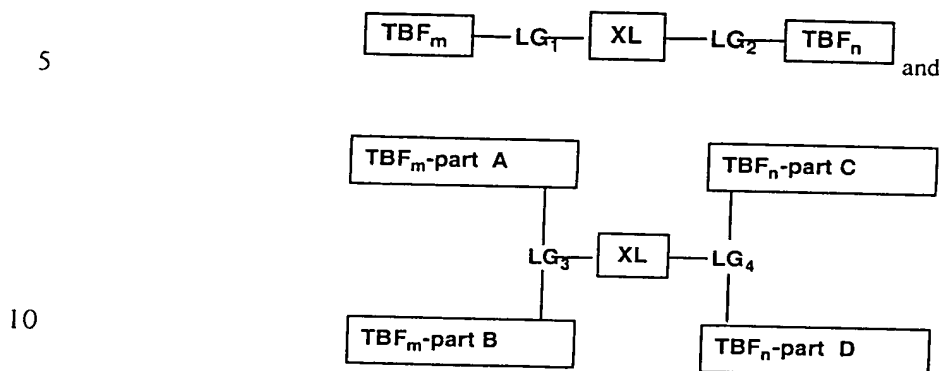 5 TBFm LG1 XL LG2 TBFn and
TBFm-part A TBFn-part C
LG3 XL LG4
10 TBFm-part B TBFn-part D